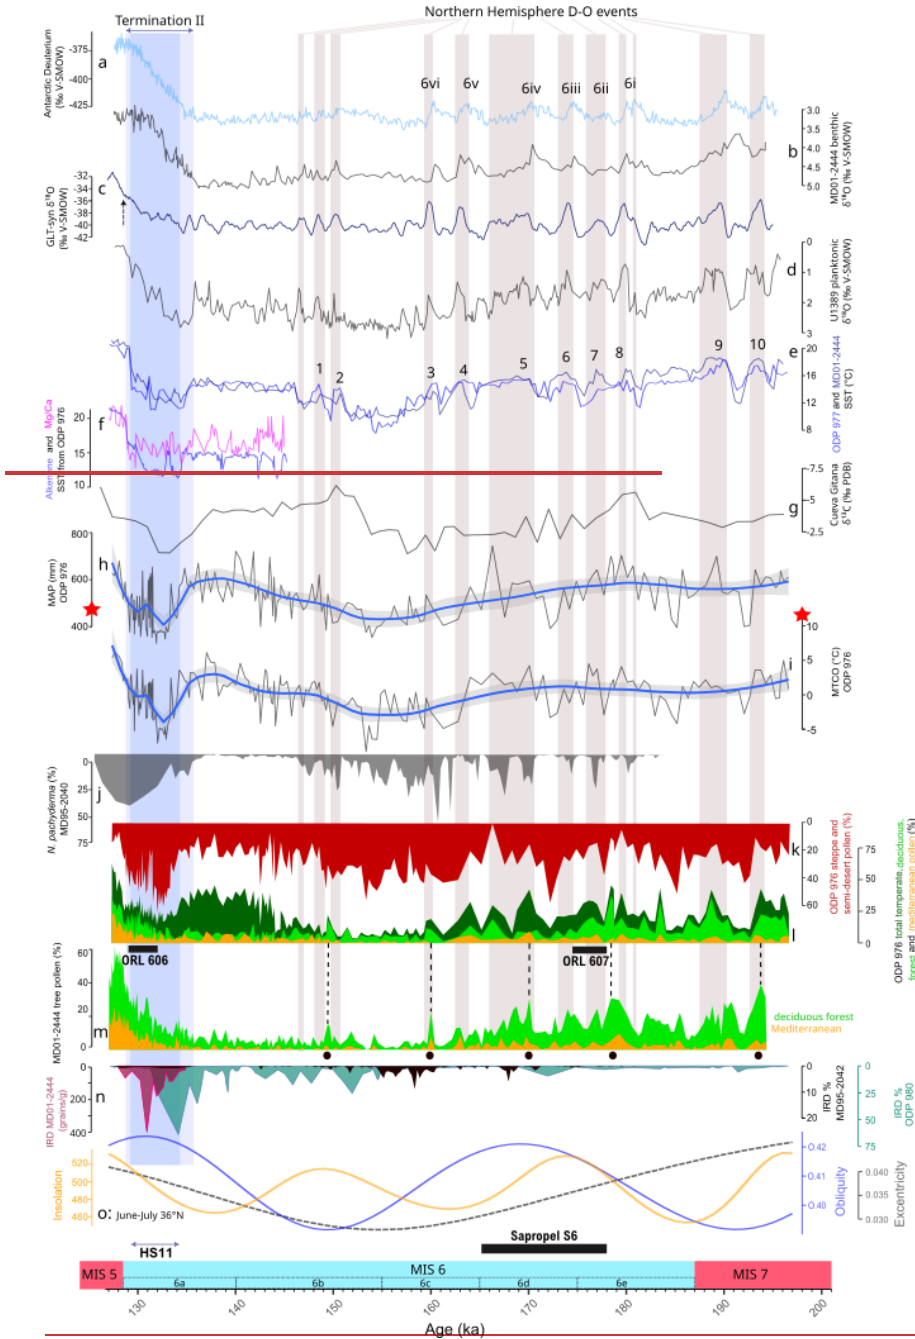 Northern Hemisphere D-O events
Termination II
Antarctic Deuterium
(‰ V-SMOW)
-375
-400
-425
a
6vi
6v
6iv
6iii
6ii
6i
3.0
3.5
4.0
4.5
5.0
b
MD01-2444 benthic
δ¹⁸O (‰ V-SMOW)
GLT-syn δ¹⁸O
(‰ V-SMOW)
-32
-34
-36
-38
-40
-42
c
0
1
2
3
d
U1389 planktonic
δ¹⁸O (‰ V-SMOW)
1
2
3
4
5
6
7
8
9
10
e
20
16
12
8
ODP 977 and MD01-2444
SST (°C)
Alkenone and Mg/Ca
SST from ODP 976
20
15
10
f
-7.5
-5
-2.5
g
Cueva Gitana
δ¹³C (‰ PDB)
MAP (mm)
ODP 976
800
600
400
h
10
5
0
-5
i
MTCO (°C)
ODP 976
N. pachyderma (%)
MD95-2040
0
25
50
75
j
0
20
40
60
k
ODP 976 steppe and
semi-desert pollen (%)
75
50
25
0
l
ODP 976 total temperate, deciduous,
forest and mediterranean pollen (%)
ORL 606
ORL 607
MD01-2444 tree pollen (%)
60
40
20
0
m
deciduous forest
Mediterranean
IRD MD01-2444
(grains/g)
0
200
400
n
0
10
20
IRD %
MD95-2042
0
25
50
75
IRD %
ODP 980
Insolation
520
500
480
460
o: June-July 36°N
0.42
0.41
0.40
Obliquity
0.040
0.035
0.030
Excentricity
HS11
Sapropel S6
MIS 5
MIS 6
MIS 7
6a
6b
6c
6d
6e
130
140
150
160
170
180
190
200
Age (ka)